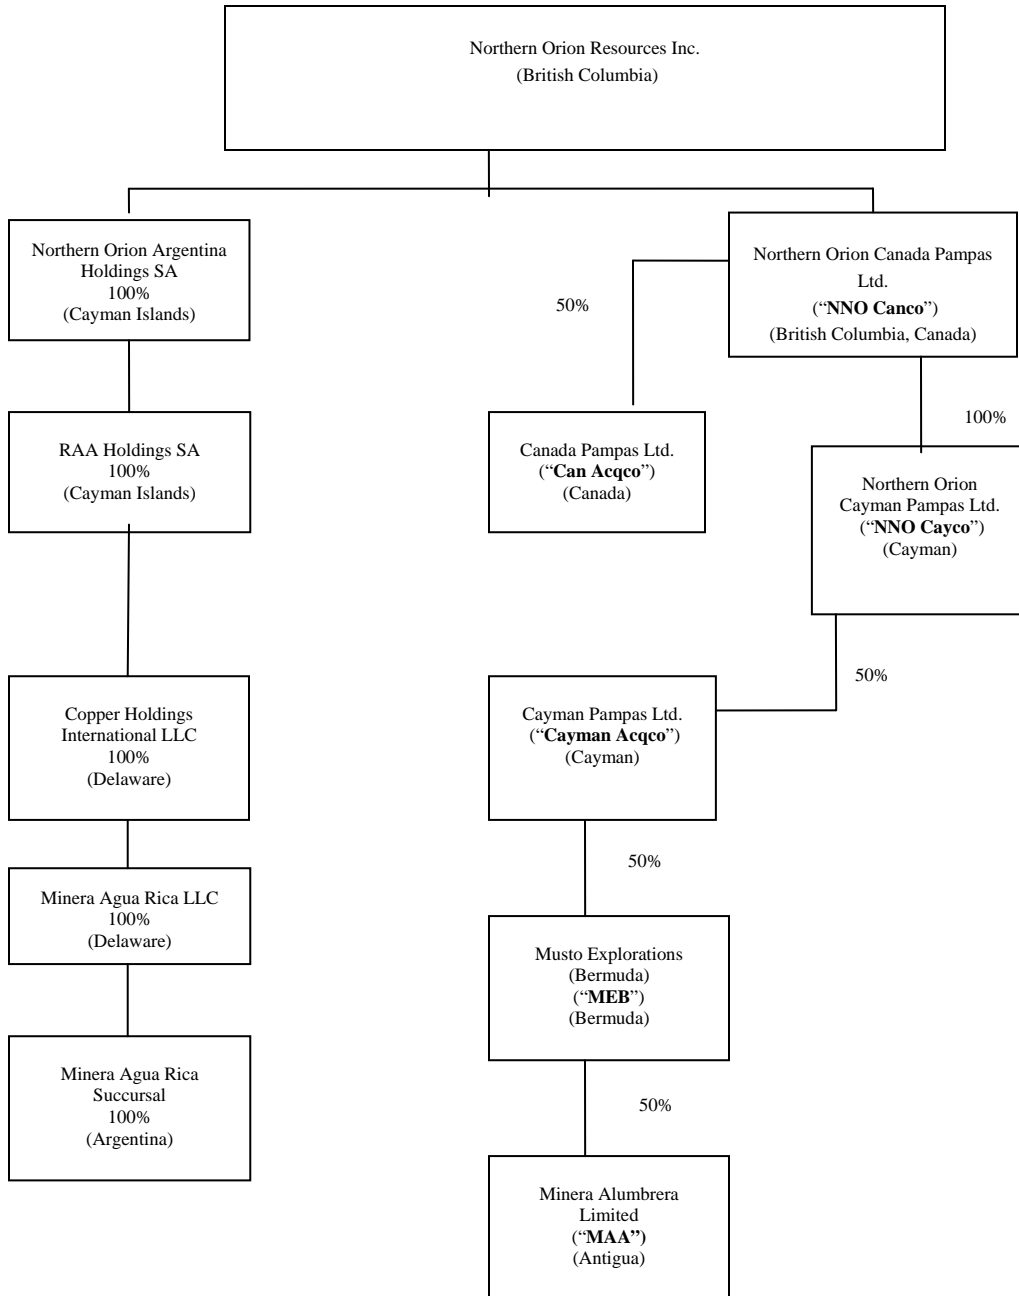 Northern Orion Resources Inc.
(British Columbia)
Northern Orion Argentina
Holdings SA
100%
(Cayman Islands)
50%
Northern Orion Canada Pampas
Ltd.
(“NNO Canco”)
(British Columbia, Canada)
RAA Holdings SA
100%
(Cayman Islands)
Canada Pampas Ltd.
(“Can Acqco”)
(Canada)
100%
Northern Orion
Cayman Pampas Ltd.
(“NNO Cayco”)
(Cayman)
50%
Copper Holdings
International LLC
100%
(Delaware)
Cayman Pampas Ltd.
(“Cayman Acqco”)
(Cayman)
50%
Minera Agua Rica LLC
100%
(Delaware)
Musto Explorations
(Bermuda)
(“MEB”)
(Bermuda)
50%
Minera Agua Rica
Succursal
100%
(Argentina)
Minera Alumbrera
Limited
(“MAA”)
(Antigua)